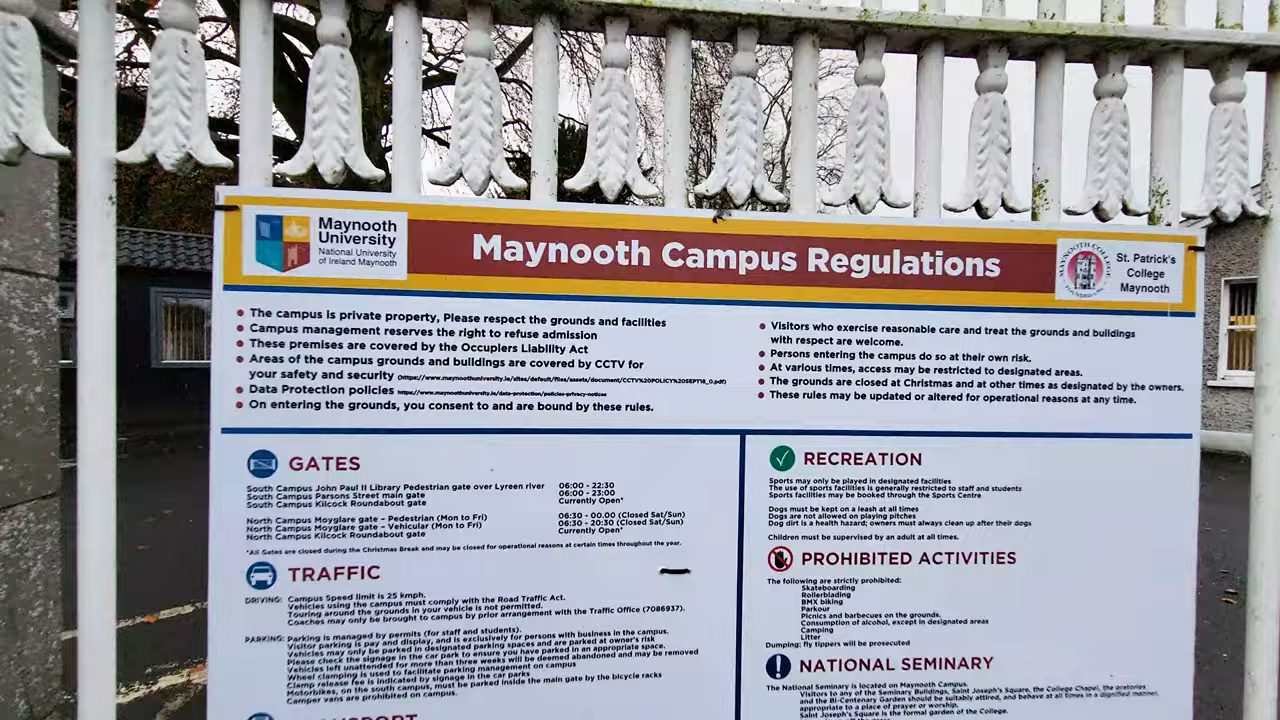 Maynooth
University
National University
of Ireland Maynooth
Maynooth Campus Regulations
MAYNOOTH COLLEGE
St. Patrick's
College
Maynooth
The campus is private property, Please respect the grounds and facilities
Campus management reserves the right to refuse admission
These premises are covered by the Occupiers Liability Act
Areas of the campus grounds and buildings are covered by CCTV for
your safety and security (https://www.maynoothuniversity.ie/sites/default/files/assets/document/CCTV%20POLICY%20SEPT18_0.pdf)
Data Protection policies https://www.maynoothuniversity.ie/data-protection/policies-privacy-notices
On entering the grounds, you consent to and are bound by these rules.
Visitors who exercise reasonable care and treat the grounds and buildings
with respect are welcome.
Persons entering the campus do so at their own risk.
At various times, access may be restricted to designated areas.
The grounds are closed at Christmas and at other times as designated by the owners.
These rules may be updated or altered for operational reasons at any time.
GATES
South Campus John Paul II Library Pedestrian gate over Lyreen river 06:00 - 22:30
South Campus Parsons Street main gate 06:00 - 23:00
South Campus Kilcock Roundabout gate Currently Open*
North Campus Moyglare gate – Pedestrian (Mon to Fri) 06:30 - 00.00 (Closed Sat/Sun)
North Campus Moyglare gate – Vehicular (Mon to Fri) 06:30 - 20:30 (Closed Sat/Sun)
North Campus Kilcock Roundabout gate Currently Open*
*All Gates are closed during the Christmas Break and may be closed for operational reasons at certain times throughout the year.
TRAFFIC
DRIVING: Campus Speed limit is 25 kmph.
Vehicles using the campus must comply with the Road Traffic Act.
Touring around the grounds in your vehicle is not permitted.
Coaches may only be brought to campus by prior arrangement with the Traffic Office (7086937).
PARKING: Parking is managed by permits (for staff and students).
Visitor parking is pay and display, and is exclusively for persons with business in the campus.
Vehicles may only be parked in designated parking spaces and are parked at owner's risk
Please check the signage in the car park to ensure you have parked in an appropriate space.
Vehicles left unattended for more than three weeks will be deemed abandoned and may be removed
Wheel clamping is used to facilitate parking management on campus
Clamp release fee is indicated by signage in the car parks
Motorbikes, on the south campus, must be parked inside the main gate by the bicycle racks
Camper vans are prohibited on campus.
RECREATION
Sports may only be played in designated facilities
The use of sports facilities is generally restricted to staff and students
Sports facilities may be booked through the Sports Centre
Dogs must be kept on a leash at all times
Dogs are not allowed on playing pitches
Dog dirt is a health hazard; owners must always clean up after their dogs
Children must be supervised by an adult at all times.
PROHIBITED ACTIVITIES
The following are strictly prohibited:
Skateboarding
Rollerblading
BMX biking
Parkour
Picnics and barbecues on the grounds.
Consumption of alcohol, except in designated areas
Camping
Litter
Dumping: fly tippers will be prosecuted
NATIONAL SEMINARY
The National Seminary is located on Maynooth Campus.
Visitors to any of the Seminary Buildings, Saint Joseph's Square, the College Chapel, the oratories
and the Bi-Centenary Garden should be suitably attired, and behave at all times in a dignified manner,
appropriate to a place of prayer or worship.
Saint Joseph's Square is the formal garden of the College.